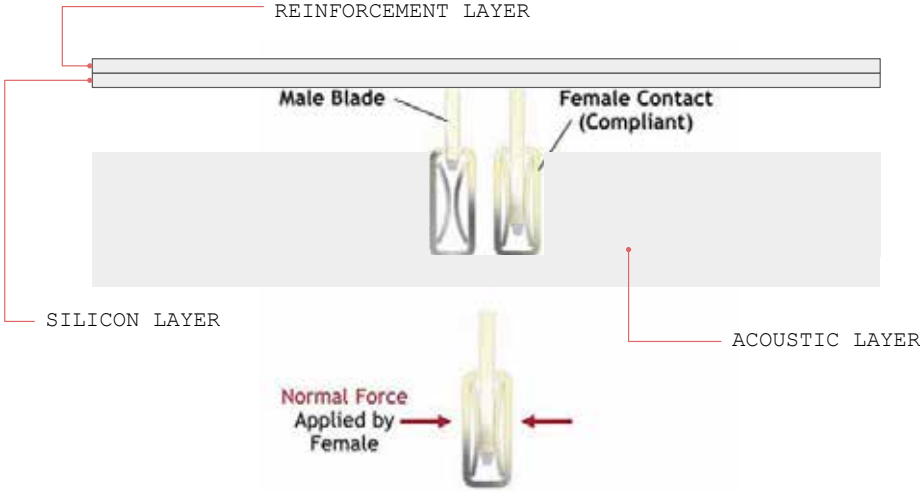 REINFORCEMENT LAYER
Male Blade
Female Contact
(Compliant)
SILICON LAYER
ACOUSTIC LAYER
Normal Force
Applied by
Female